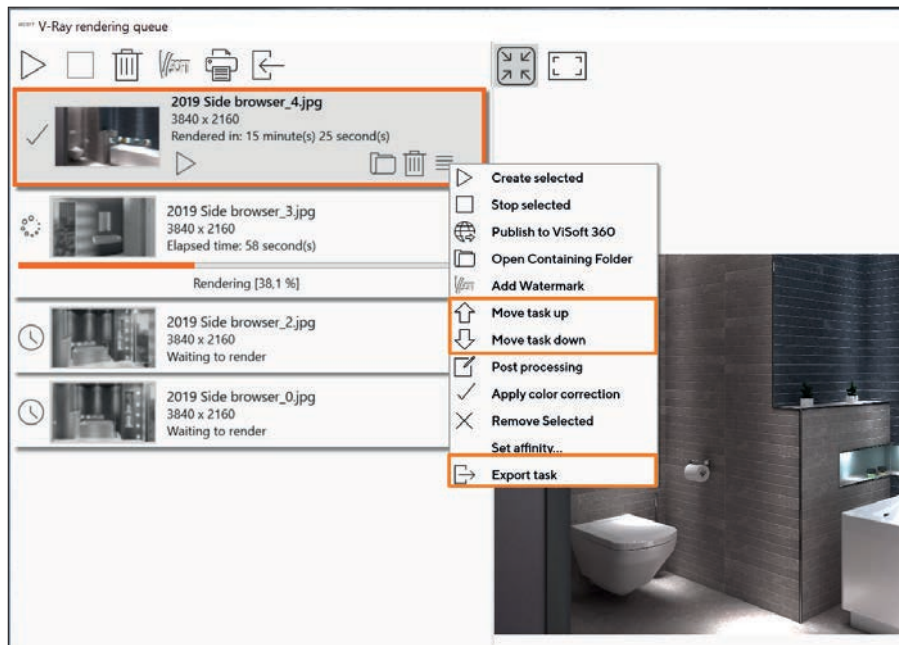 V-Ray rendering queue
2019 Side browser_4.jpg
3840 x 2160
Rendered in: 15 minute(s) 25 second(s)
2019 Side browser_3.jpg
3840 x 2160
Elapsed time: 58 second(s)
Rendering [38,1 %]
2019 Side browser_2.jpg
3840 x 2160
Waiting to render
2019 Side browser_0.jpg
3840 x 2160
Waiting to render
Create selected
Stop selected
Publish to ViSoft 360
Open Containing Folder
Add Watermark
Move task up
Move task down
Post processing
Apply color correction
Remove Selected
Set affinity...
Export task